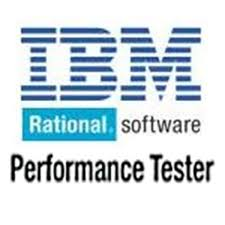 IBM
Rational. software
Performance Tester